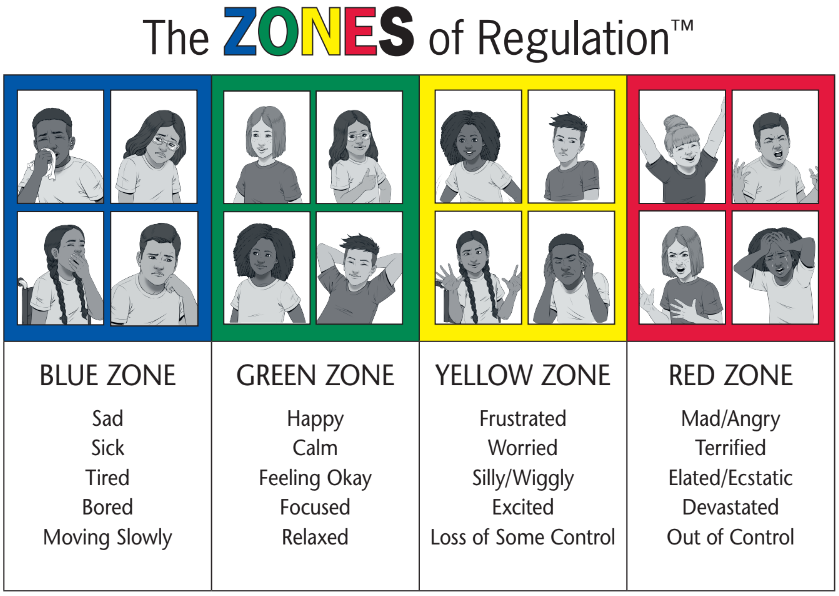 The ZONES of Regulation™
BLUE ZONE
Sad
Sick
Tired
Bored
Moving Slowly
GREEN ZONE
Happy
Calm
Feeling Okay
Focused
Relaxed
YELLOW ZONE
Frustrated
Worried
Silly/Wiggly
Excited
Loss of Some Control
RED ZONE
Mad/Angry
Terrified
Elated/Ecstatic
Devastated
Out of Control